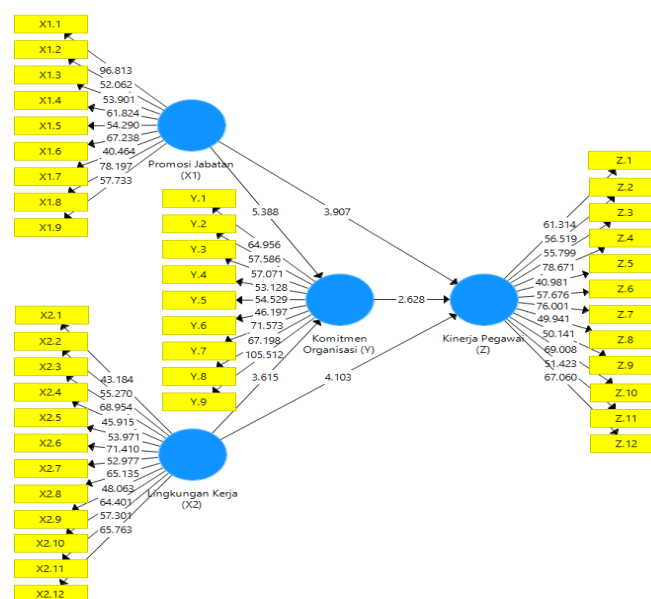 X1.1
X1.2
X1.3
X1.4
X1.5
X1.6
X1.7
X1.8
X1.9
96.813
52.062
53.901
61.824
54.290
67.238
40.464
78.197
57.733
Promosi Jabatan
(X1)
5.388
3.907
Y.1
Y.2
Y.3
Y.4
Y.5
Y.6
Y.7
Y.8
Y.9
64.956
57.586
57.071
53.128
54.529
46.197
71.573
67.198
105.512
Komitmen
Organisasi (Y)
2.628
Kinerja Pegawai
(Z)
3.615
4.103
X2.1
X2.2
X2.3
X2.4
X2.5
X2.6
X2.7
X2.8
X2.9
X2.10
X2.11
X2.12
43.184
55.270
68.954
45.915
53.971
71.410
52.977
65.135
48.063
64.401
57.301
65.763
Lingkungan Kerja
(X2)
61.314
56.519
55.799
78.671
40.981
57.676
76.001
49.941
50.141
69.008
51.423
67.060
Z.1
Z.2
Z.3
Z.4
Z.5
Z.6
Z.7
Z.8
Z.9
Z.10
Z.11
Z.12